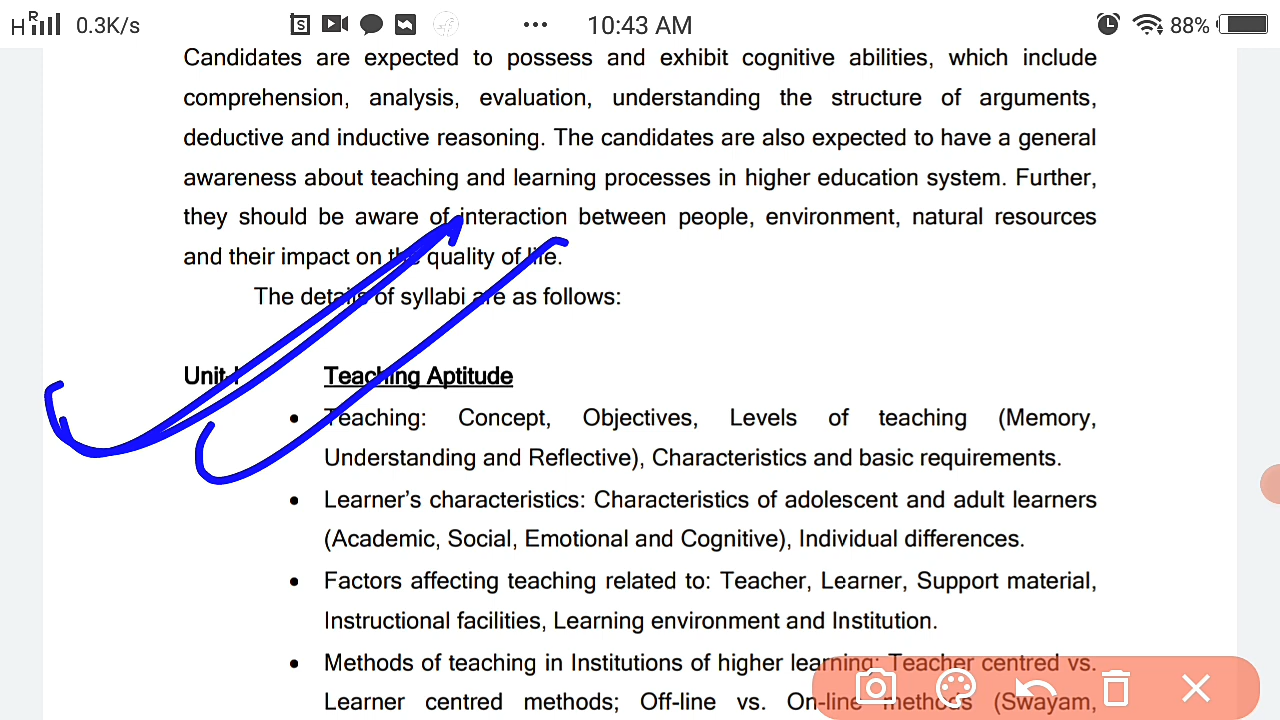 HR 0.3K/s S ... 10:43 AM 88%
Candidates are expected to possess and exhibit cognitive abilities, which include
comprehension, analysis, evaluation, understanding the structure of arguments,
deductive and inductive reasoning. The candidates are also expected to have a general
awareness about teaching and learning processes in higher education system. Further,
they should be aware of interaction between people, environment, natural resources
and their impact on the quality of life.
The details of syllabi are as follows:
Unit-I Teaching Aptitude
• Teaching: Concept, Objectives, Levels of teaching (Memory,
Understanding and Reflective), Characteristics and basic requirements.
• Learner’s characteristics: Characteristics of adolescent and adult learners
(Academic, Social, Emotional and Cognitive), Individual differences.
• Factors affecting teaching related to: Teacher, Learner, Support material,
Instructional facilities, Learning environment and Institution.
• Methods of teaching in Institutions of higher learning: Teacher centred vs.
Learner centred methods; Off-line vs. On-line methods (Swayam,